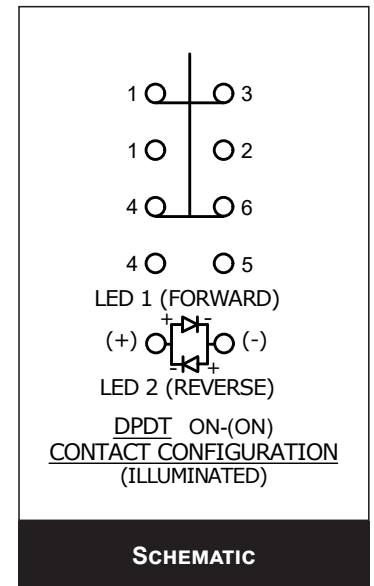 1 3
1 2
4 6
4 5
LED 1 (FORWARD)
+ -
(+) (-)
- +
LED 2 (REVERSE)
DPDT ON-(ON)
CONTACT CONFIGURATION
(ILLUMINATED)
SCHEMATIC